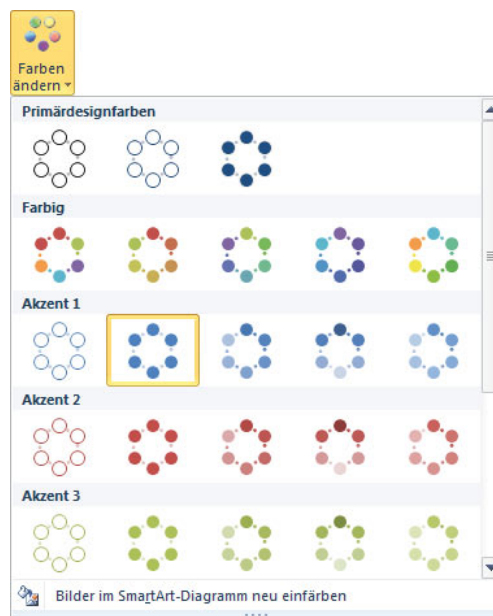 Farben
ändern
Primärdesignfarben
Farbig
Akzent 1
Akzent 2
Akzent 3
Bilder im SmartArt-Diagramm neu einfärben